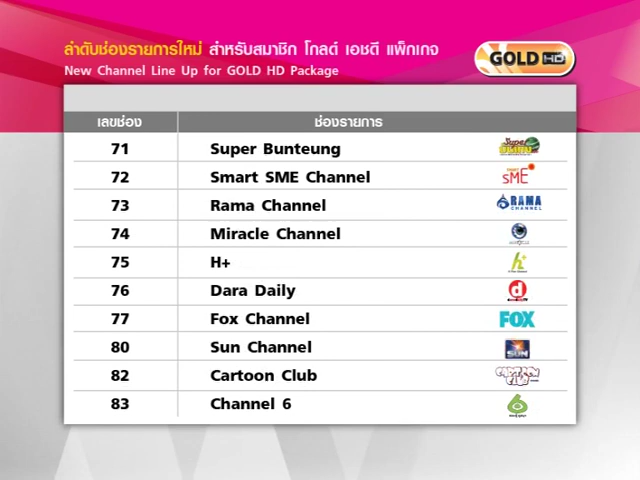 ลำดับช่องรายการใหม่ สำหรับสมาชิก โกลด์ เอชดี แพ็กเกจ
New Channel Line Up for GOLD HD Package
GOLD HD
เลขช่อง ช่องรายการ
71 Super Bunteung
72 Smart SME Channel SME
73 Rama Channel RAMA CHANNEL
74 Miracle Channel
75 H+ h+
76 Dara Daily d
77 Fox Channel FOX
80 Sun Channel SUN
82 Cartoon Club CARTOON CLUB
83 Channel 6 6